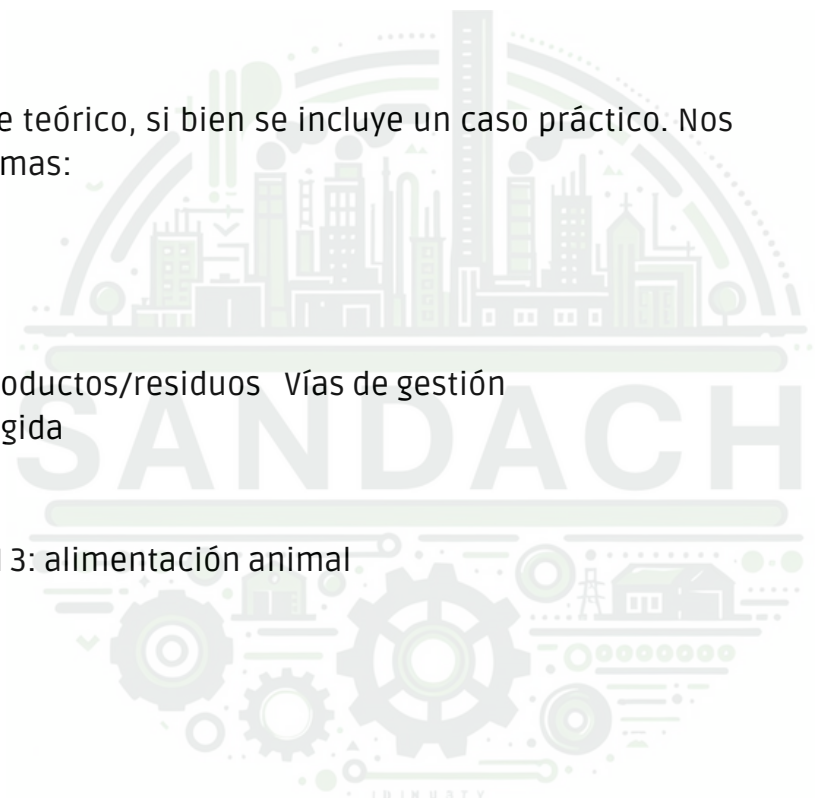 e teórico, si bien se incluye un caso práctico. Nos
mas:
oductos/residuos Vías de gestión
gida
SANDACH
3: alimentación animal